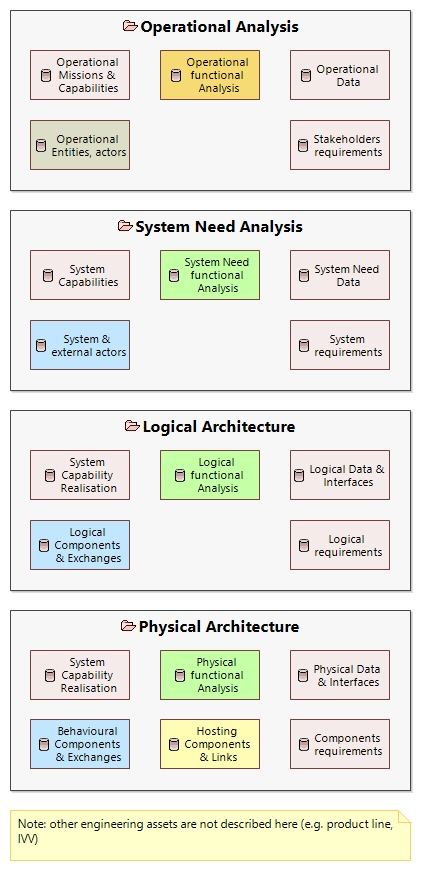 Operational Analysis
Operational
Missions &
Capabilities
Operational
functional
Analysis
Operational
Data
Operational
Entities, actors
Stakeholders
requirements
System Need Analysis
System
Capabilities
System Need
functional
Analysis
System Need
Data
System &
external actors
System
requirements
Logical Architecture
System
Capability
Realisation
Logical
functional
Analysis
Logical Data &
Interfaces
Logical
Components
& Exchanges
Logical
requirements
Physical Architecture
System
Capability
Realisation
Physical
functional
Analysis
Physical Data
& Interfaces
Behavioural
Components
& Exchanges
Hosting
Components
& Links
Components
requirements
Note: other engineering assets are not described here (e.g. product line,
IVV)